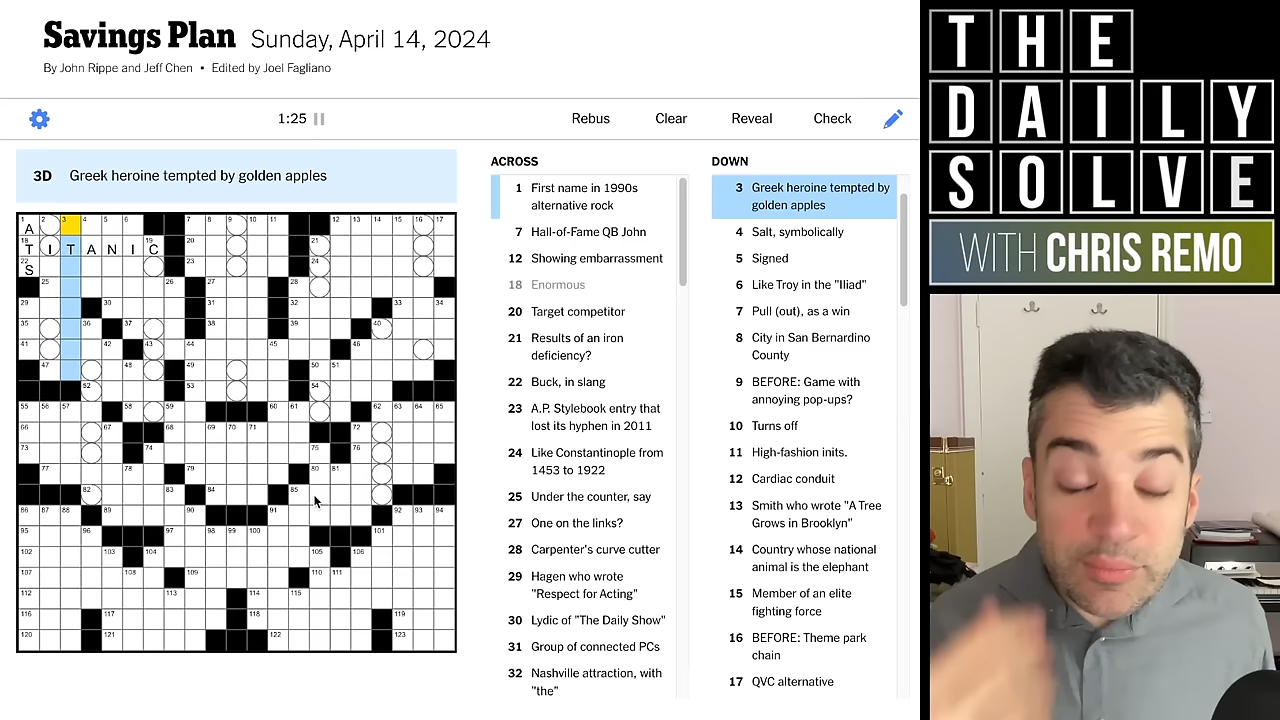 Savings Plan Sunday, April 14, 2024
By John Rippe and Jeff Chen • Edited by Joel Fagliano
1:25 Rebus Clear Reveal Check
3D Greek heroine tempted by golden apples
A
T I T A N I C
S
ACROSS
1 First name in 1990s
alternative rock
7 Hall-of-Fame QB John
12 Showing embarrassment
18 Enormous
20 Target competitor
21 Results of an iron
deficiency?
22 Buck, in slang
23 A.P. Stylebook entry that
lost its hyphen in 2011
24 Like Constantinople from
1453 to 1922
25 Under the counter, say
27 One on the links?
28 Carpenter's curve cutter
29 Hagen who wrote
"Respect for Acting"
30 Lydic of "The Daily Show"
31 Group of connected PCs
32 Nashville attraction, with
"the"
DOWN
3 Greek heroine tempted by
golden apples
4 Salt, symbolically
5 Signed
6 Like Troy in the "Iliad"
7 Pull (out), as a win
8 City in San Bernardino
County
9 BEFORE: Game with
annoying pop-ups?
10 Turns off
11 High-fashion inits.
12 Cardiac conduit
13 Smith who wrote "A Tree
Grows in Brooklyn"
14 Country whose national
animal is the elephant
15 Member of an elite
fighting force
16 BEFORE: Theme park
chain
17 QVC alternative
THE
DAILY
SOLVE
WITH CHRIS REMO